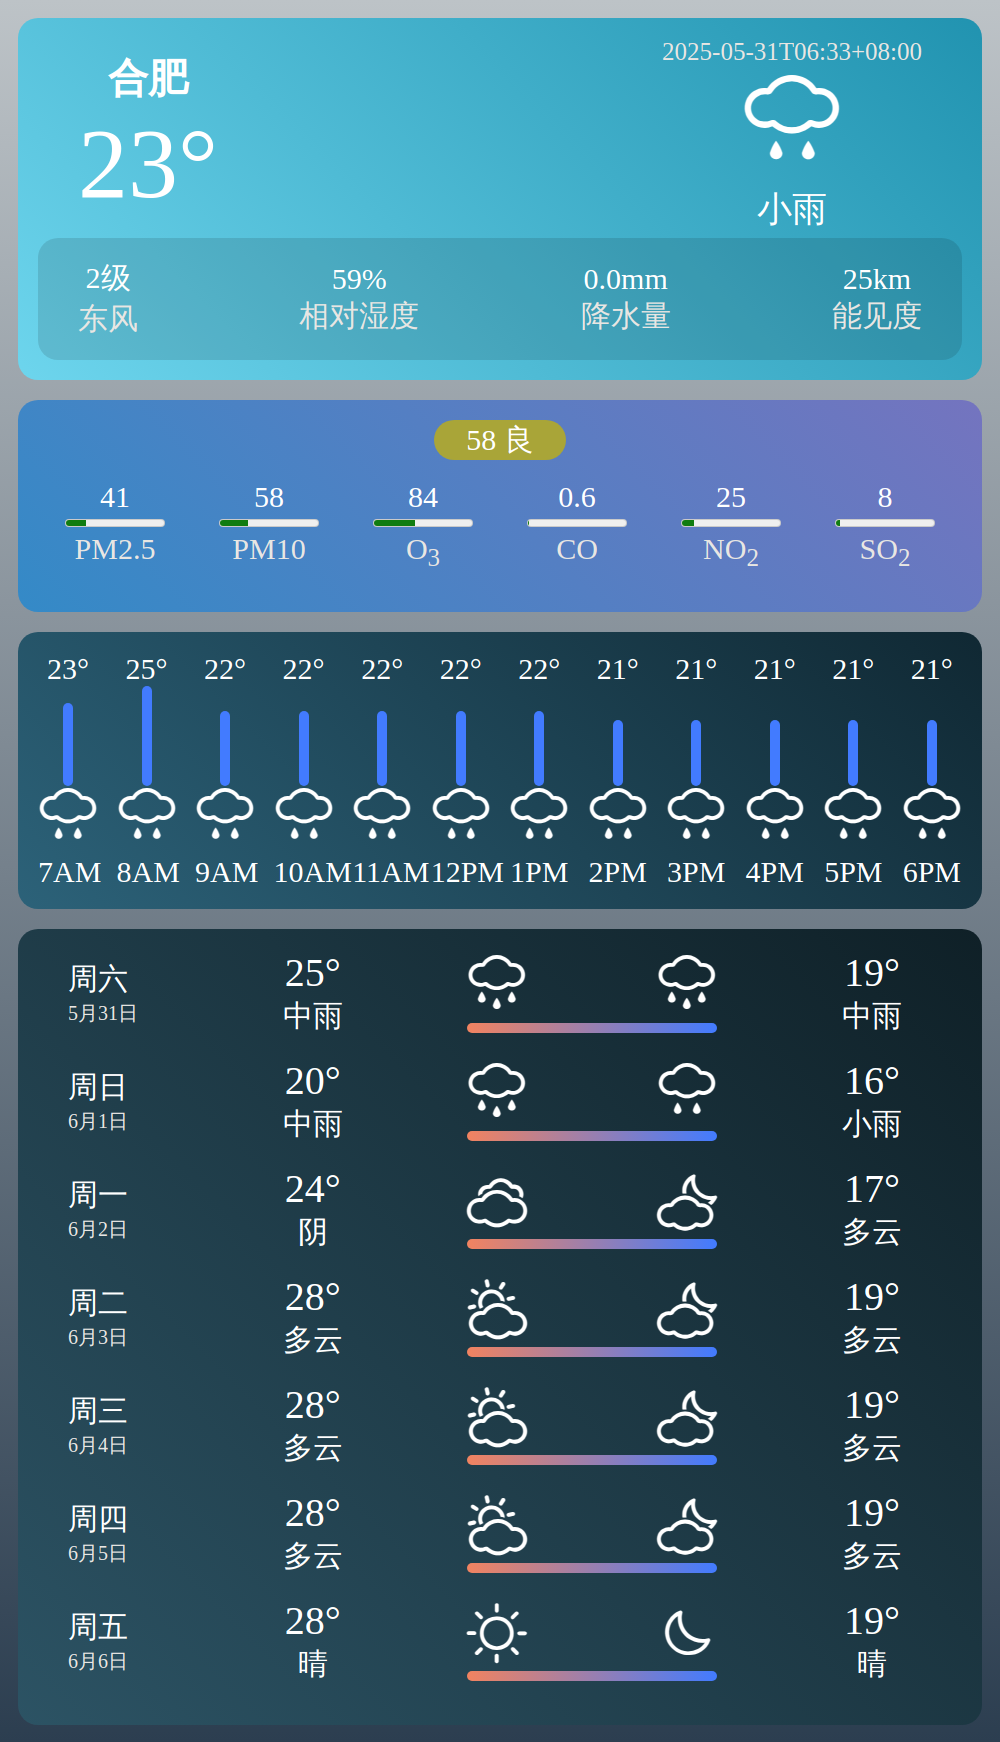 合肥
23°
2025-05-31T06:33+08:00
小雨
2级 59% 0.0mm 25km
东风 相对湿度 降水量 能见度
58 良
41 58 84 0.6 25 8
PM2.5 PM10 O3 CO NO2 SO2
23° 25° 22° 22° 22° 22° 22° 21° 21° 21° 21° 21°
7AM 8AM 9AM 10AM 11AM 12PM 1PM 2PM 3PM 4PM 5PM 6PM
周六 25° 19°
5月31日 中雨 中雨
周日 20° 16°
6月1日 中雨 小雨
周一 24° 17°
6月2日 阴 多云
周二 28° 19°
6月3日 多云 多云
周三 28° 19°
6月4日 多云 多云
周四 28° 19°
6月5日 多云 多云
周五 28° 19°
6月6日 晴 晴